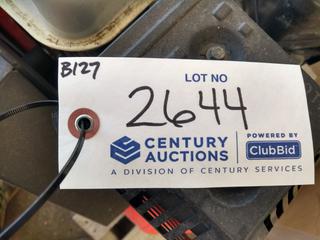 B127
LOT NO
2644
CENTURY AUCTIONS
POWERED BY
ClubBid
A DIVISION OF CENTURY SERVICES